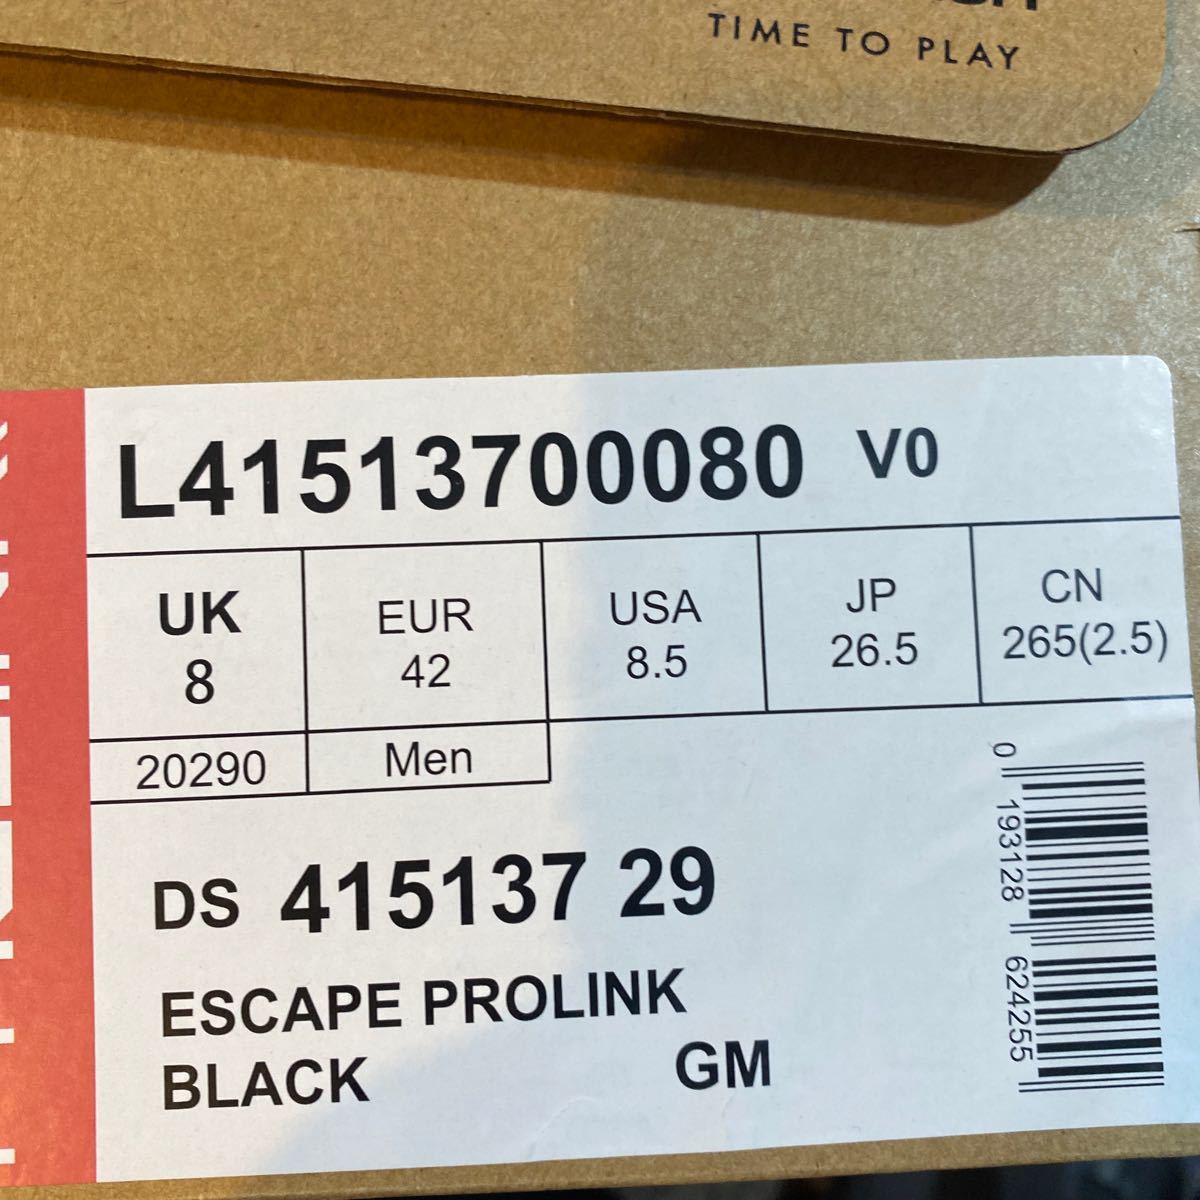 TIME TO PLAY
L41513700080 V0
UK EUR USA JP CN
8 42 8.5 26.5 265(2.5)
20290 Men
DS 415137 29
ESCAPE PROLINK
BLACK GM
0 193128 624255